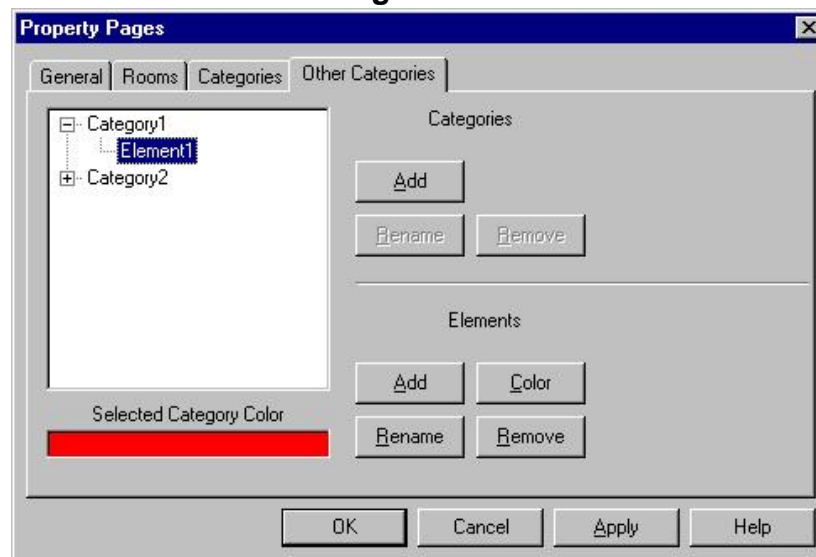 Property Pages
General Rooms Categories Other Categories
Category1
Element1
Category2
Categories
Add
Rename Remove
Elements
Add Color
Selected Category Color
Rename Remove
OK Cancel Apply Help